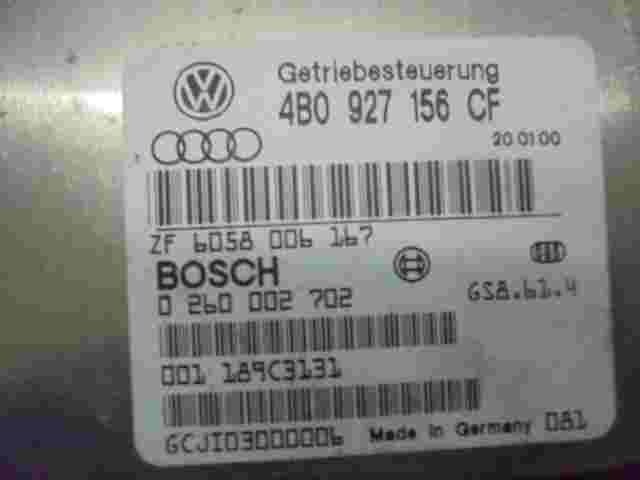 Getriebesteuerung
4B0 927 156 CF
20 01 00
ZF 6058 006 167
BOSCH
0 260 002 702
GS8.61.4
001 189C3131
GCJI03000006 Made in Germany 081